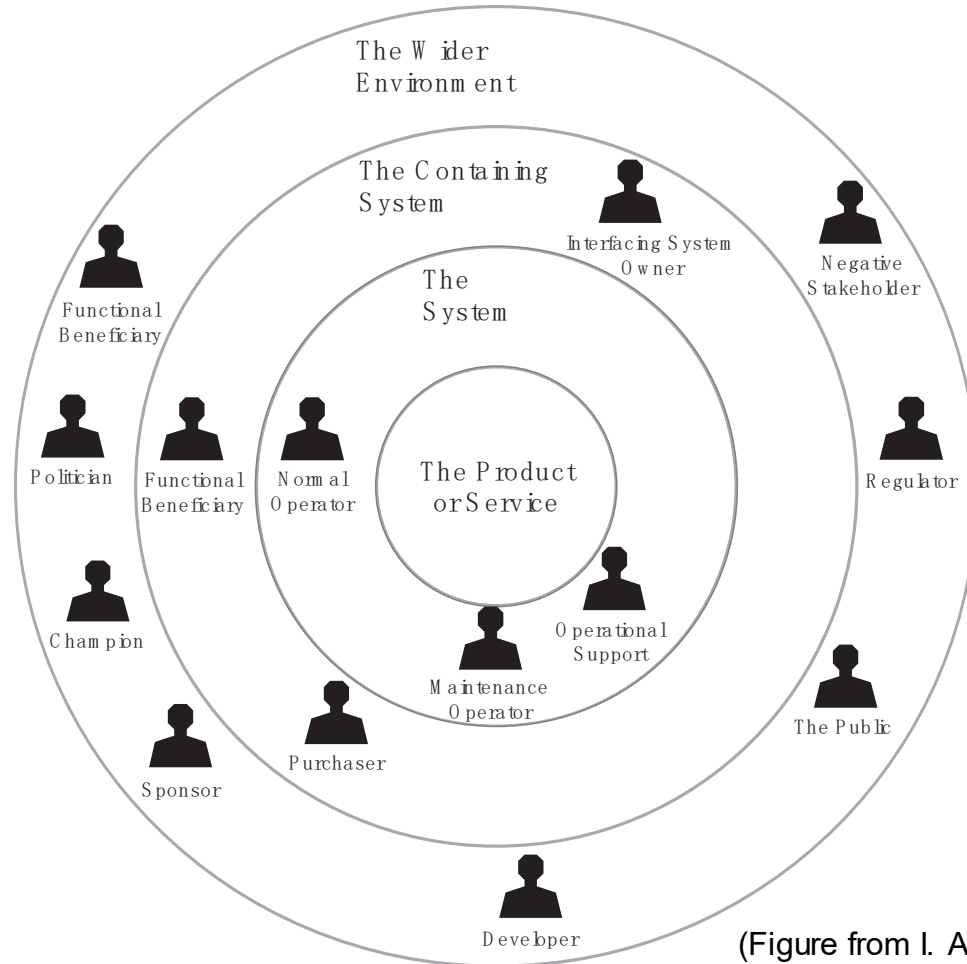 The Wider
Environment
The Containing
System
Interfacing System
Owner
Negative
Stakeholder
The
System
Functional
Beneficiary
Politician
Functional
Beneficiary
Normal
Operator
The Product
or Service
Regulator
Champion
Operational
Support
Maintenance
Operator
The Public
Purchaser
Sponsor
Developer
(Figure from I. A